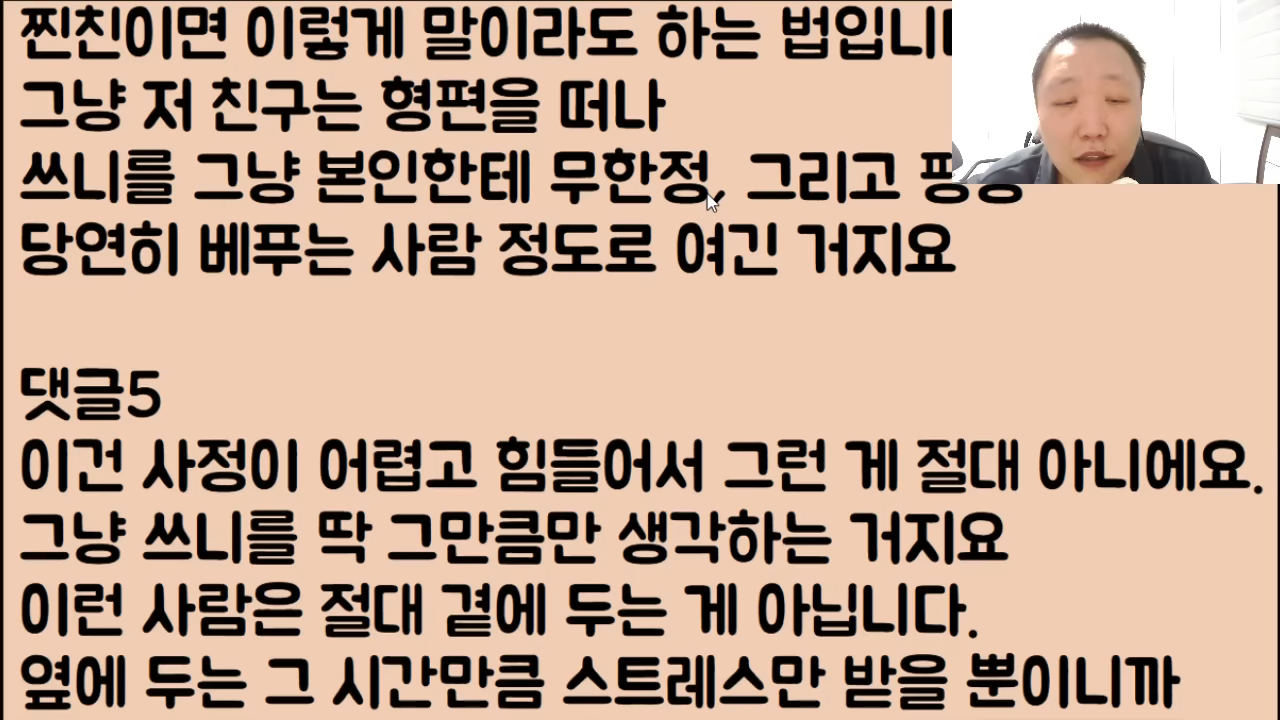 찐친이면 이렇게 말이라도 하는
그냥 저 친구는 형편을 떠나
쓰니를 그냥 본인한테 무한정, 그리고
당연히 베푸는 사람 정도로 여긴 거지요
댓글5
이건 사정이 어렵고 힘들어서 그런 게 절대 아니에요.
그냥 쓰니를 딱 그만큼만 생각하는 거지요
이런 사람은 절대 곁에 두는 게 아닙니다.
옆에 두는 그 시간만큼 스트레스만 받을 뿐이니까